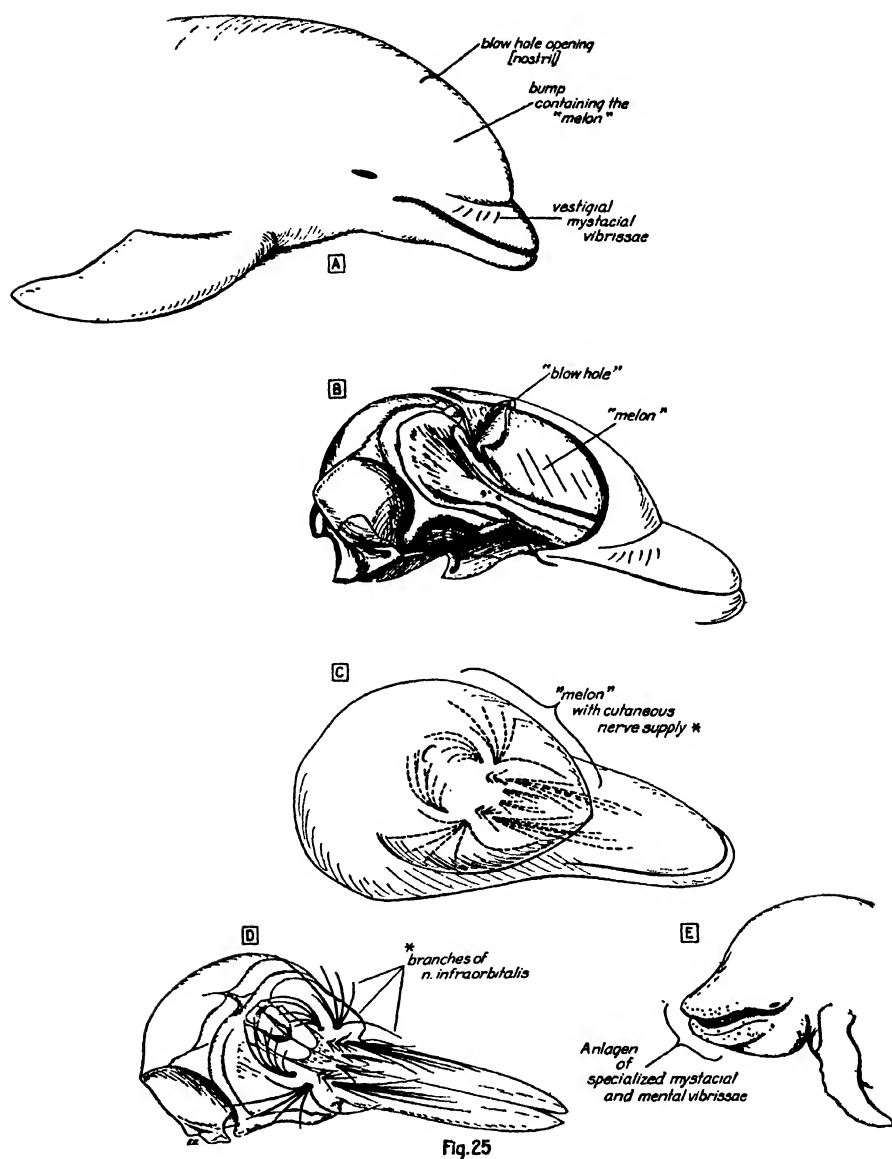 blow hole opening
[nostril]
bump
containing the
"melon"
vestigial
mystacial
vibrissae
A
B
"blow hole"
"melon"
C
"melon"
with cutaneous
nerve supply *
D
*
branches of
n. infraorbitalis
E
Anlagen
of
specialized mystacial
and mental vibrissae
Fig. 25